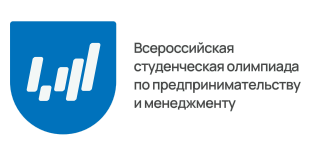 Всероссийская
студенческая олимпиада
по предпринимательству
и менеджменту